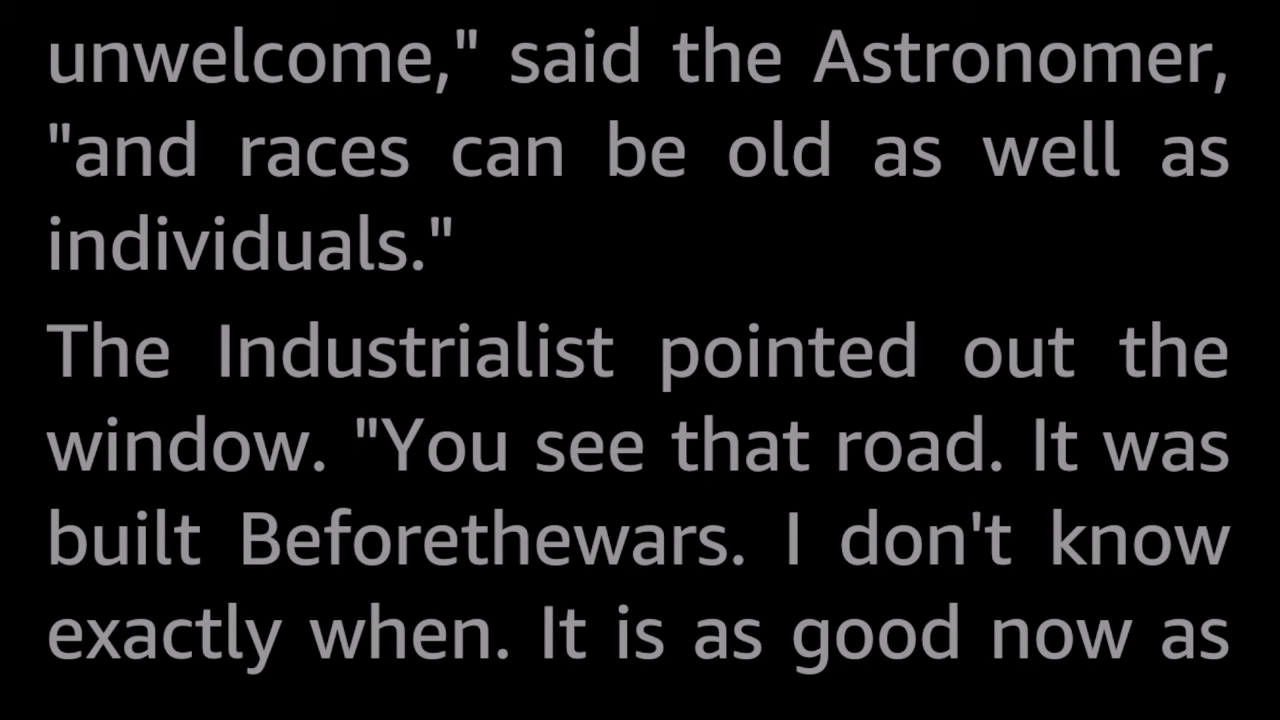 unwelcome," said the Astronomer,
"and races can be old as well as
individuals."
The Industrialist pointed out the
window. "You see that road. It was
built Beforethewars. I don't know
exactly when. It is as good now as